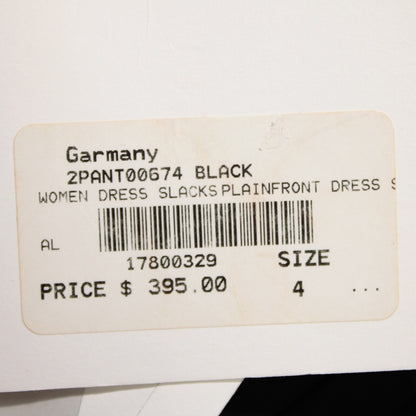 Garmany
2PANT00674 BLACK
WOMEN DRESS SLACKS PLAINFRONT DRESS S
AL
17800329
SIZE
PRICE $ 395.00
4 ...